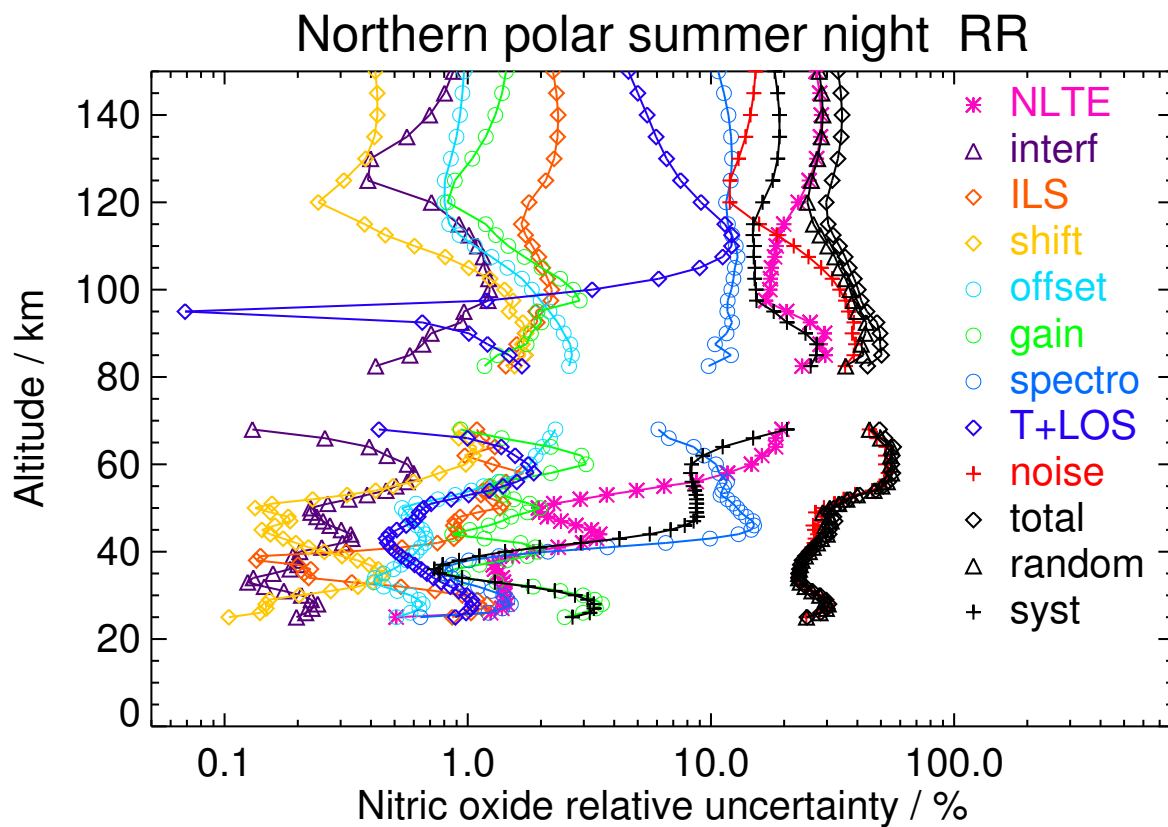 Northern polar summer night RR
Altitude / km
140
120
100
80
60
40
20
0
0.1
1.0
10.0
100.0
Nitric oxide relative uncertainty / %
NLTE
interf
ILS
shift
offset
gain
spectro
T+LOS
noise
total
random
syst